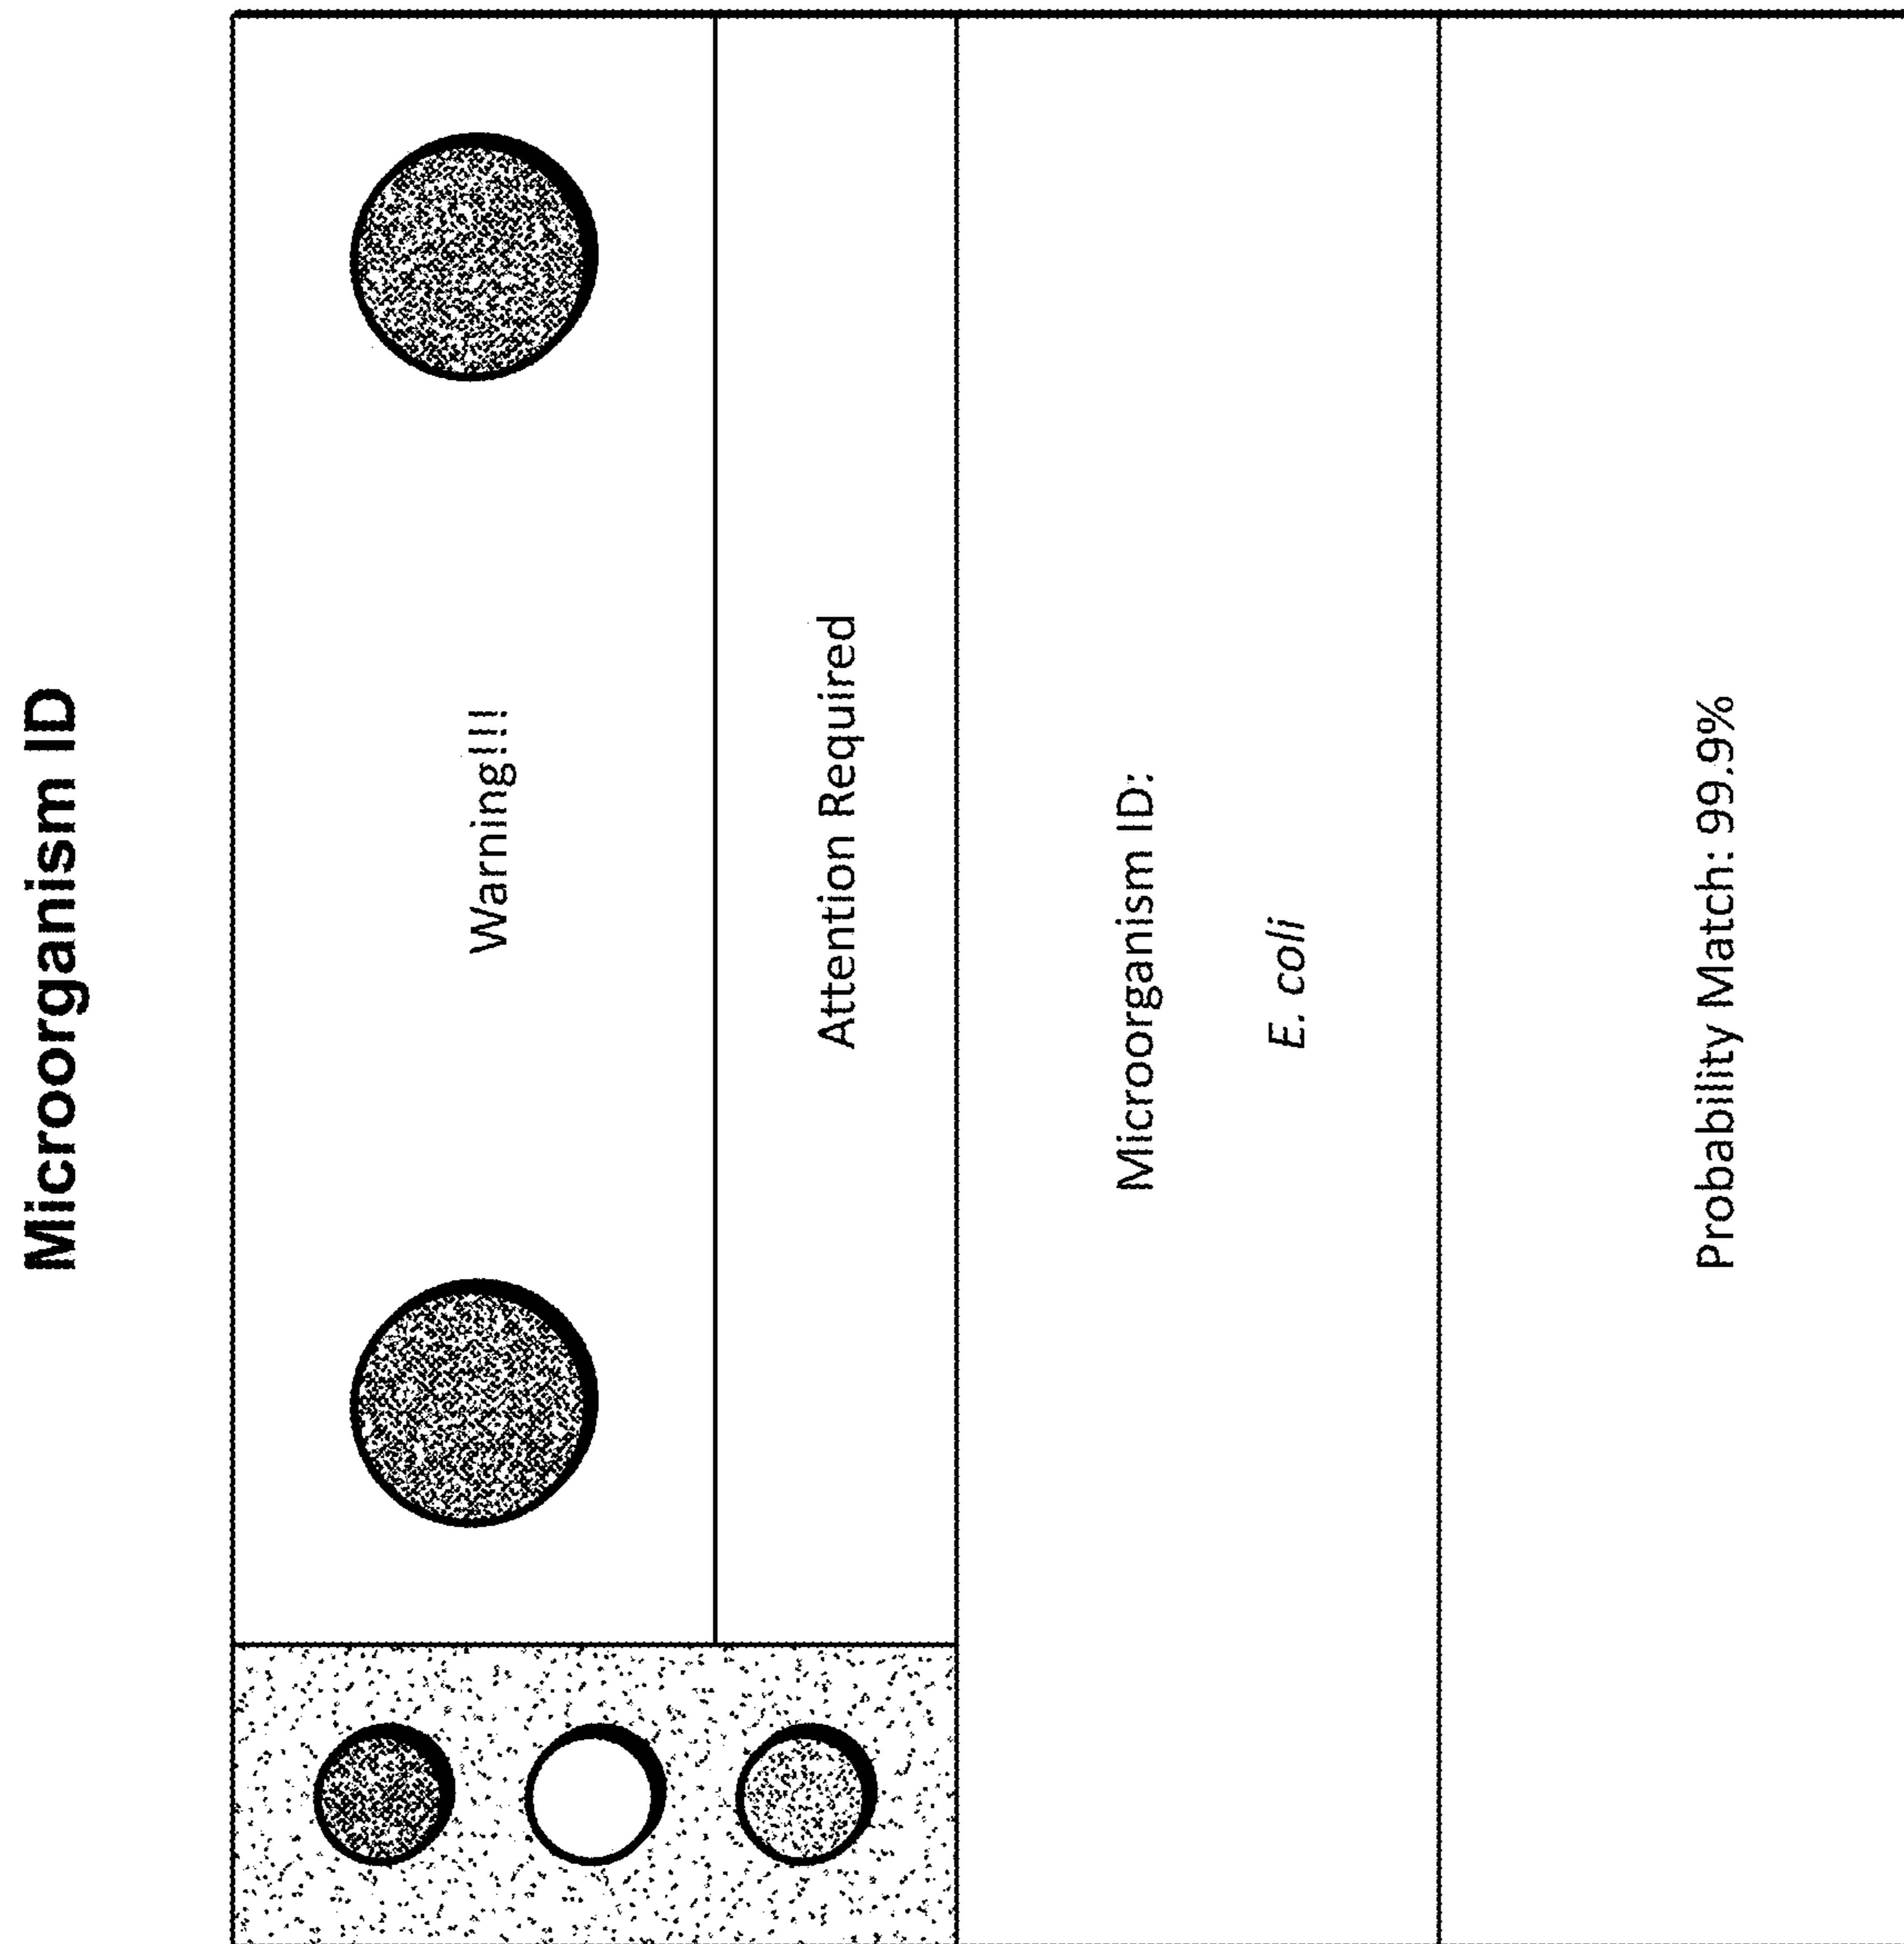 Microorganism ID
Warning!!!
Attention Required
Microorganism ID:
E. coli
Probability Match: 99.9%